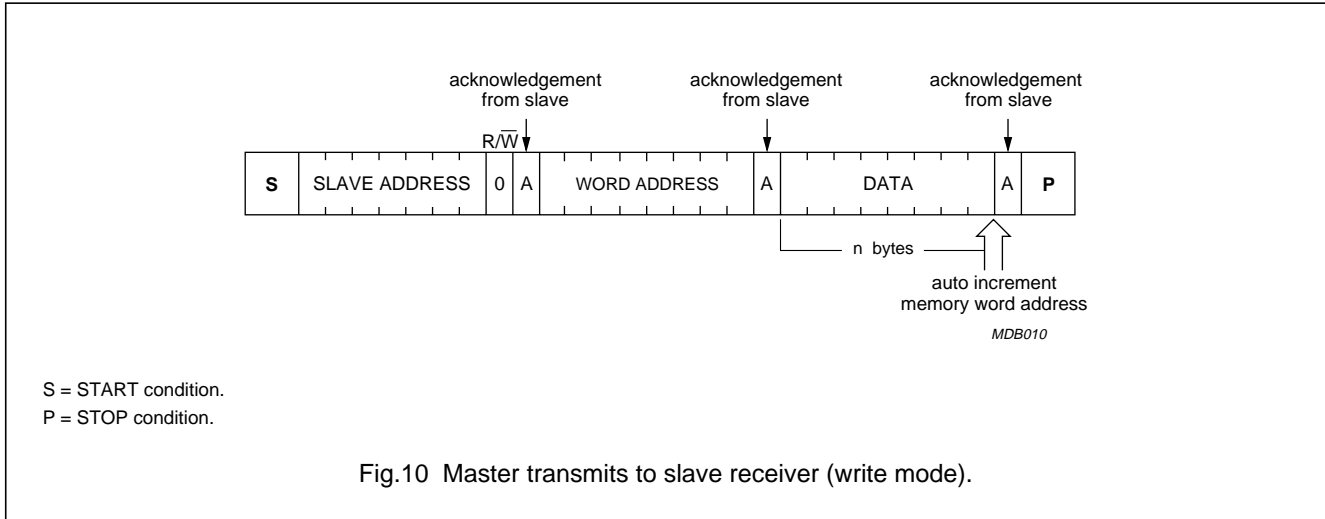 acknowledgement
from slave
acknowledgement
from slave
acknowledgement
from slave
R/W̅
S SLAVE ADDRESS 0 A WORD ADDRESS A DATA A P
n bytes
auto increment
memory word address
MDB010
S = START condition.
P = STOP condition.
Fig.10 Master transmits to slave receiver (write mode).